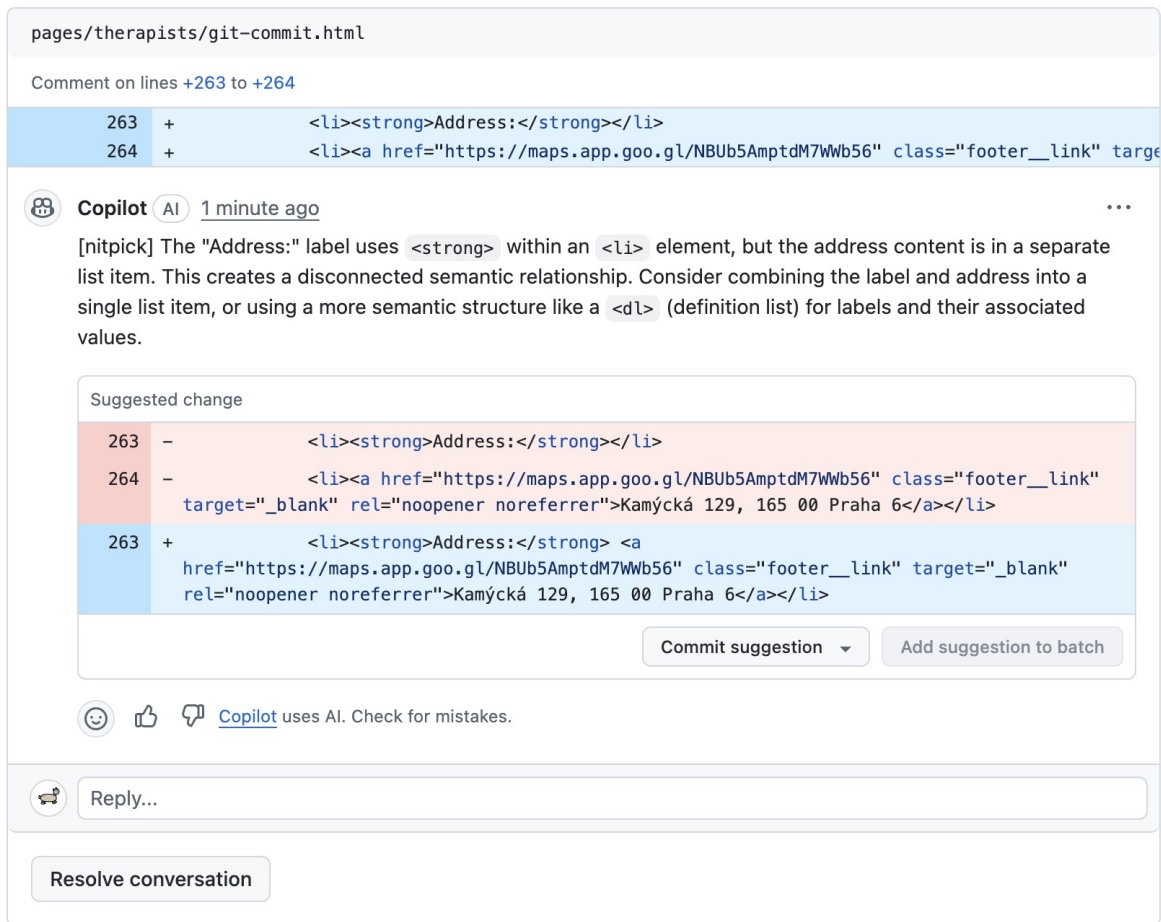 pages/therapists/git-commit.html
Comment on lines +263 to +264
263 + <li><strong>Address:</strong></li>
264 + <li><a href="https://maps.app.goo.gl/NBUb5AmptdM7WWb56" class="footer__link" targe
Copilot AI 1 minute ago
[nitpick] The "Address:" label uses <strong> within an <li> element, but the address content is in a separate
list item. This creates a disconnected semantic relationship. Consider combining the label and address into a
single list item, or using a more semantic structure like a <dl> (definition list) for labels and their associated
values.
Suggested change
263 - <li><strong>Address:</strong></li>
264 - <li><a href="https://maps.app.goo.gl/NBUb5AmptdM7WWb56" class="footer__link"
target="_blank" rel="noopener noreferrer">Kamýcká 129, 165 00 Praha 6</a></li>
263 + <li><strong>Address:</strong> <a
href="https://maps.app.goo.gl/NBUb5AmptdM7WWb56" class="footer__link" target="_blank"
rel="noopener noreferrer">Kamýcká 129, 165 00 Praha 6</a></li>
Commit suggestion Add suggestion to batch
Copilot uses AI. Check for mistakes.
Reply...
Resolve conversation